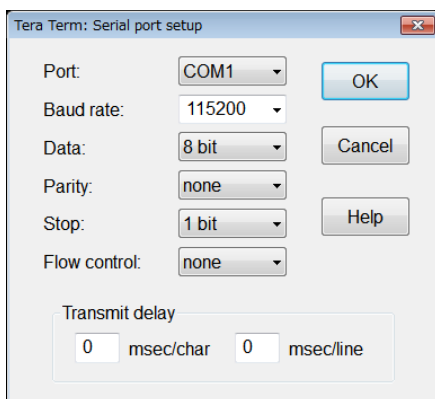 Tera Term: Serial port setup
Port: COM1 OK
Baud rate: 115200
Data: 8 bit Cancel
Parity: none
Stop: 1 bit Help
Flow control: none
Transmit delay
0 msec/char 0 msec/line